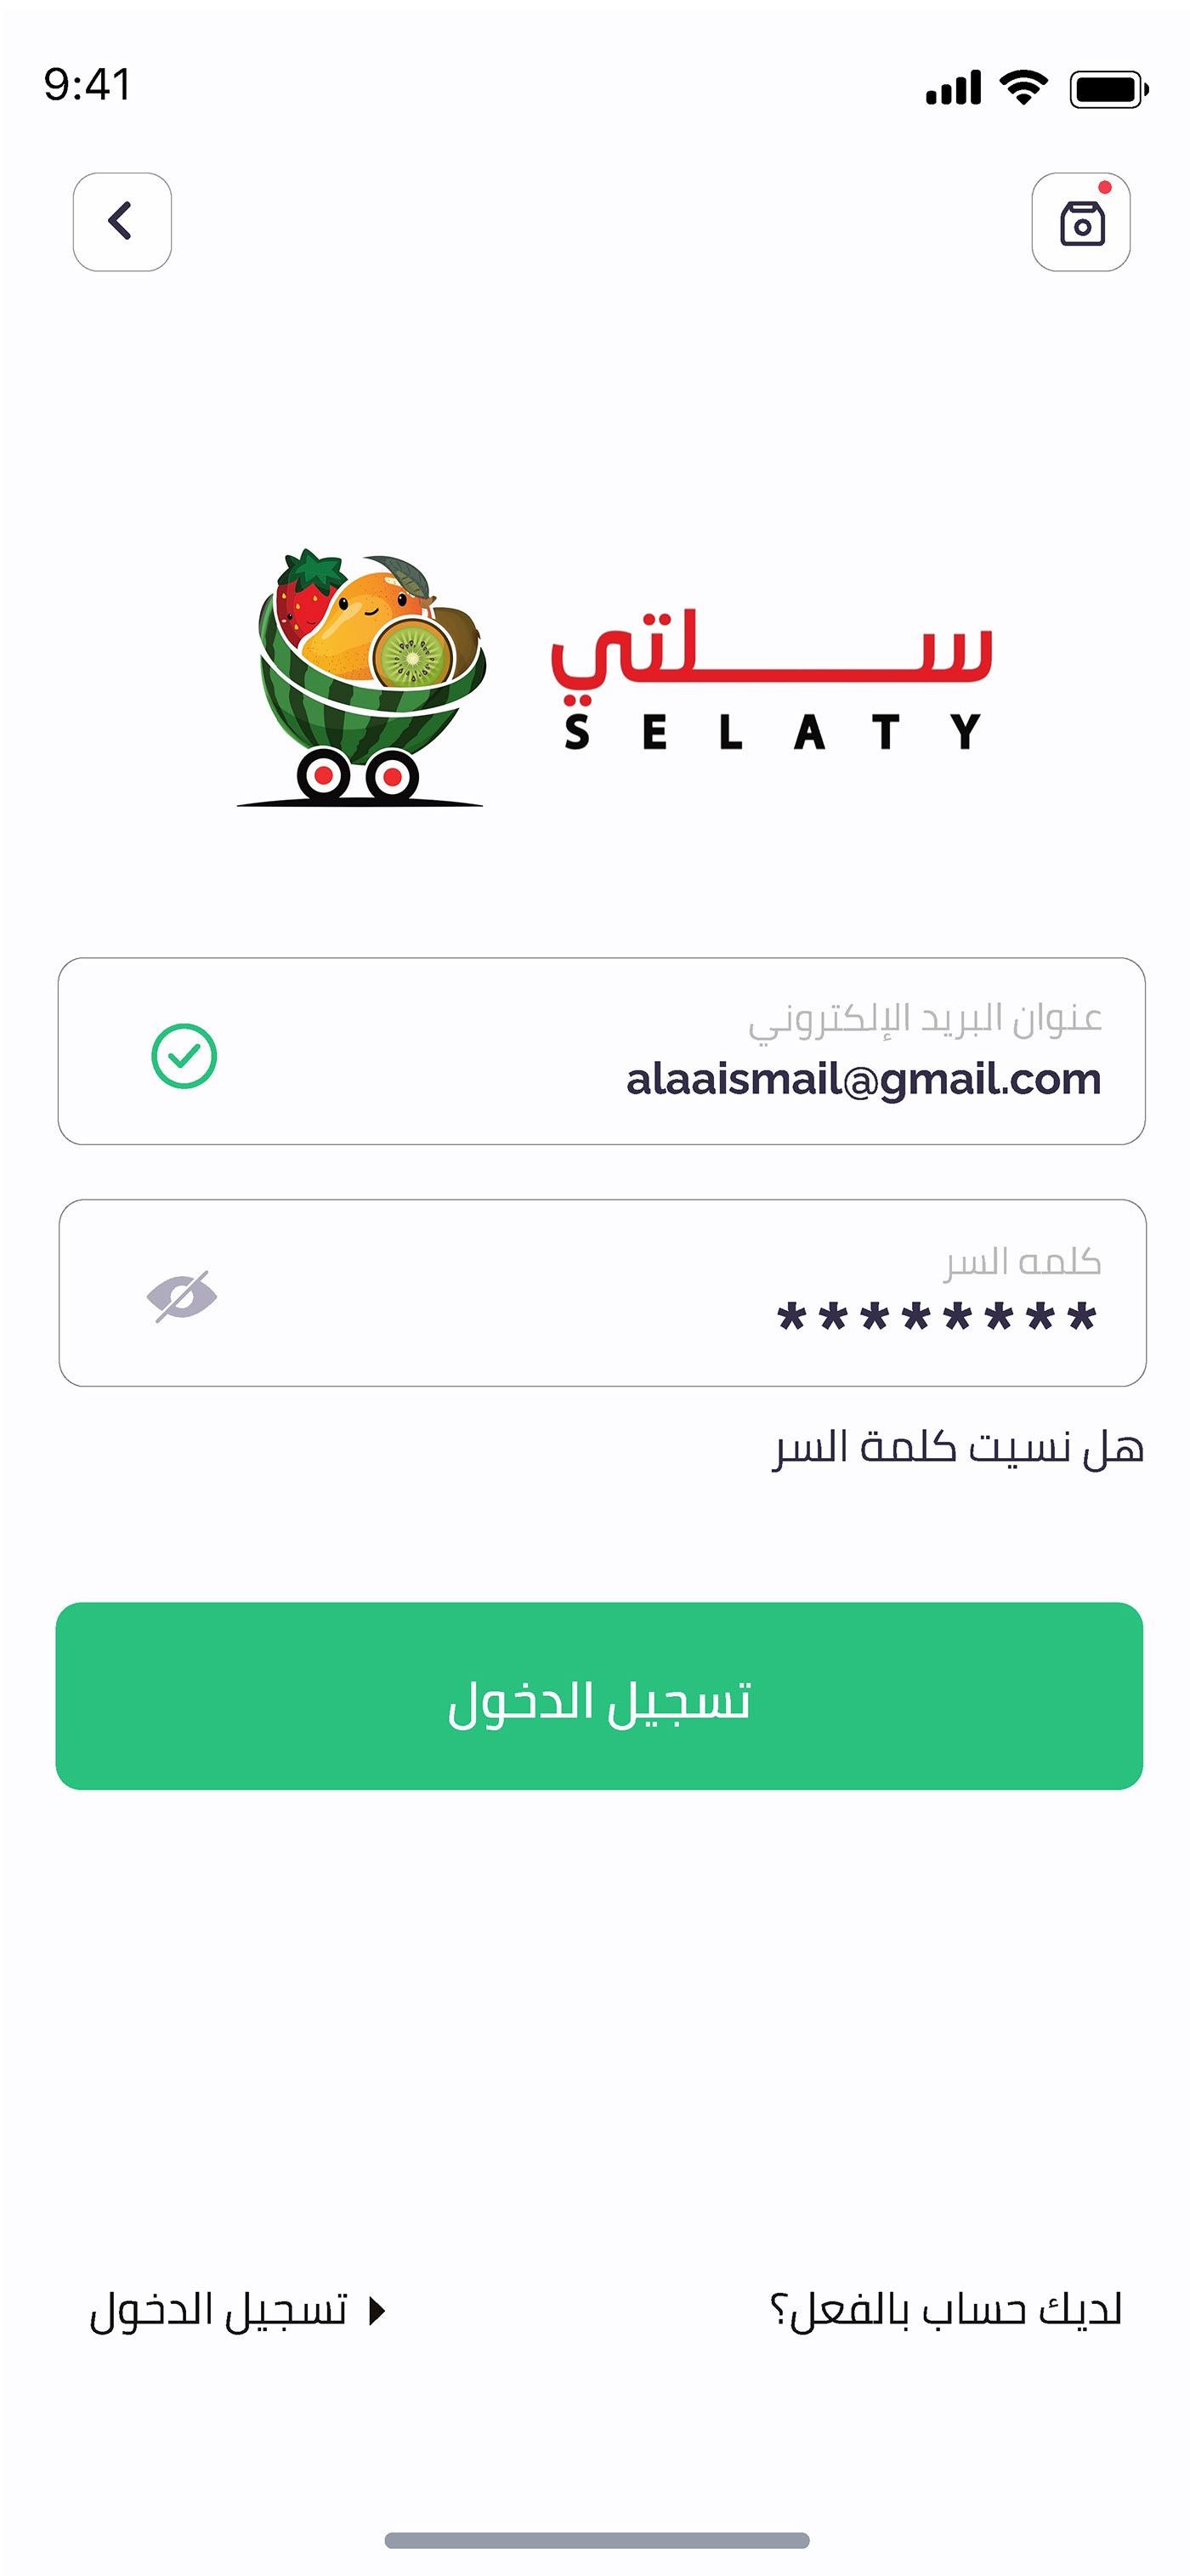 9:41
سلتي
SELATY
عنوان البريد الإلكتروني
alaaismail@gmail.com
كلمه السر
********
هل نسيت كلمة السر
تسجيل الدخول
لديك حساب بالفعل؟
تسجيل الدخول